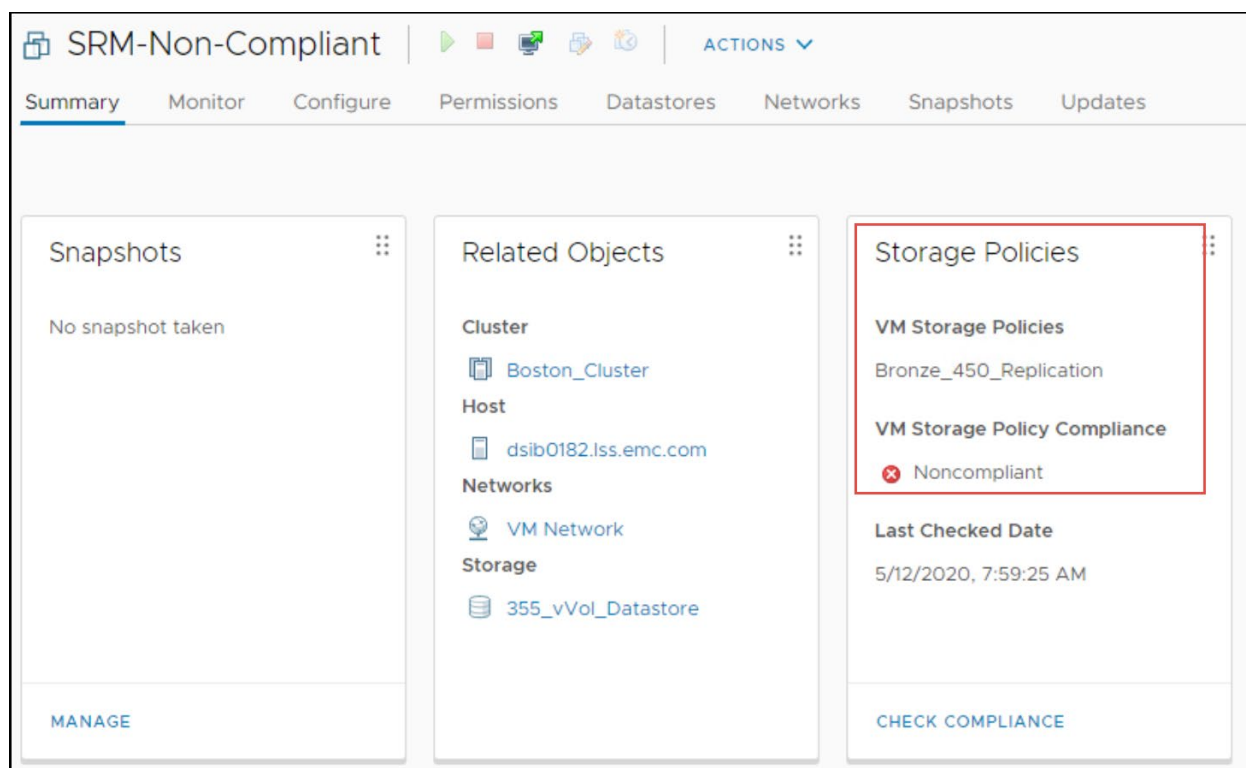 SRM-Non-Compliant
ACTIONS
Summary Monitor Configure Permissions Datastores Networks Snapshots Updates
Snapshots
No snapshot taken
MANAGE
Related Objects
Cluster
Boston_Cluster
Host
dsib0182.lss.emc.com
Networks
VM Network
Storage
355_vVol_Datastore
Storage Policies
VM Storage Policies
Bronze_450_Replication
VM Storage Policy Compliance
Noncompliant
Last Checked Date
5/12/2020, 7:59:25 AM
CHECK COMPLIANCE